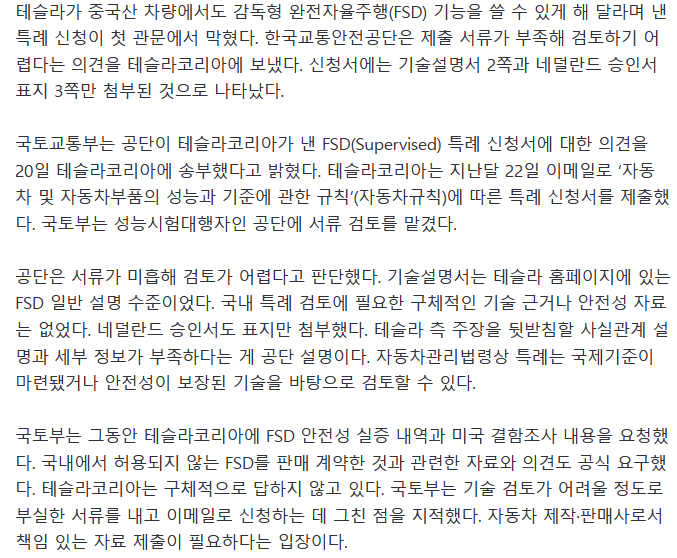 테슬라가 중국산 차량에서도 감독형 완전자율주행(FSD) 기능을 쓸 수 있게 해 달라며 낸
특례 신청이 첫 관문에서 막혔다. 한국교통안전공단은 제출 서류가 부족해 검토하기 어
렵다는 의견을 테슬라코리아에 보냈다. 신청서에는 기술설명서 2쪽과 네덜란드 승인서
표지 3쪽만 첨부된 것으로 나타났다.
국토교통부는 공단이 테슬라코리아가 낸 FSD(Supervised) 특례 신청서에 대한 의견을
20일 테슬라코리아에 송부했다고 밝혔다. 테슬라코리아는 지난달 22일 이메일로 ‘자동
차 및 자동차부품의 성능과 기준에 관한 규칙’(자동차규칙)에 따른 특례 신청서를 제출했
다. 국토부는 성능시험대행자인 공단에 서류 검토를 맡겼다.
공단은 서류가 미흡해 검토가 어렵다고 판단했다. 기술설명서는 테슬라 홈페이지에 있는
FSD 일반 설명 수준이었다. 국내 특례 검토에 필요한 구체적인 기술 근거나 안전성 자료
는 없었다. 네덜란드 승인서도 표지만 첨부했다. 테슬라 측 주장을 뒷받침할 사실관계 설
명과 세부 정보가 부족하다는 게 공단 설명이다. 자동차관리법령상 특례는 국제기준이
마련됐거나 안전성이 보장된 기술을 바탕으로 검토할 수 있다.
국토부는 그동안 테슬라코리아에 FSD 안전성 실증 내역과 미국 결함조사 내용을 요청했
다. 국내에서 허용되지 않는 FSD를 판매 계약한 것과 관련한 자료와 의견도 공식 요구했
다. 테슬라코리아는 구체적으로 답하지 않고 있다. 국토부는 기술 검토가 어려울 정도로
부실한 서류를 내고 이메일로 신청하는 데 그친 점을 지적했다. 자동차 제작·판매사로서
책임 있는 자료 제출이 필요하다는 입장이다.